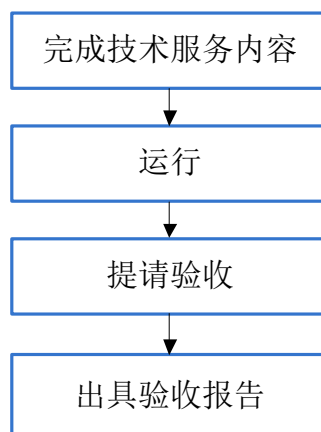 完成技术服务内容
运行
提请验收
出具验收报告